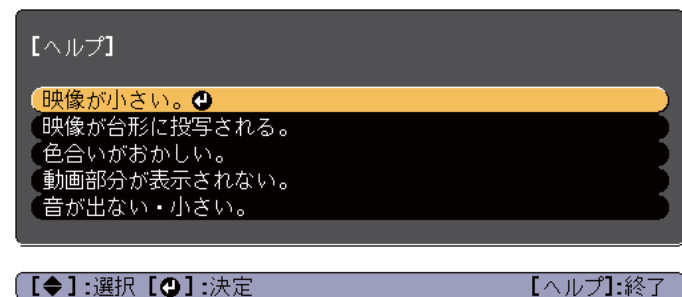 【ヘルプ】
映像が小さい。
映像が台形に投写される。
色合いがおかしい。
動画部分が表示されない。
音が出ない・小さい。
【◆】:選択 【⏎】:決定 【ヘルプ】:終了